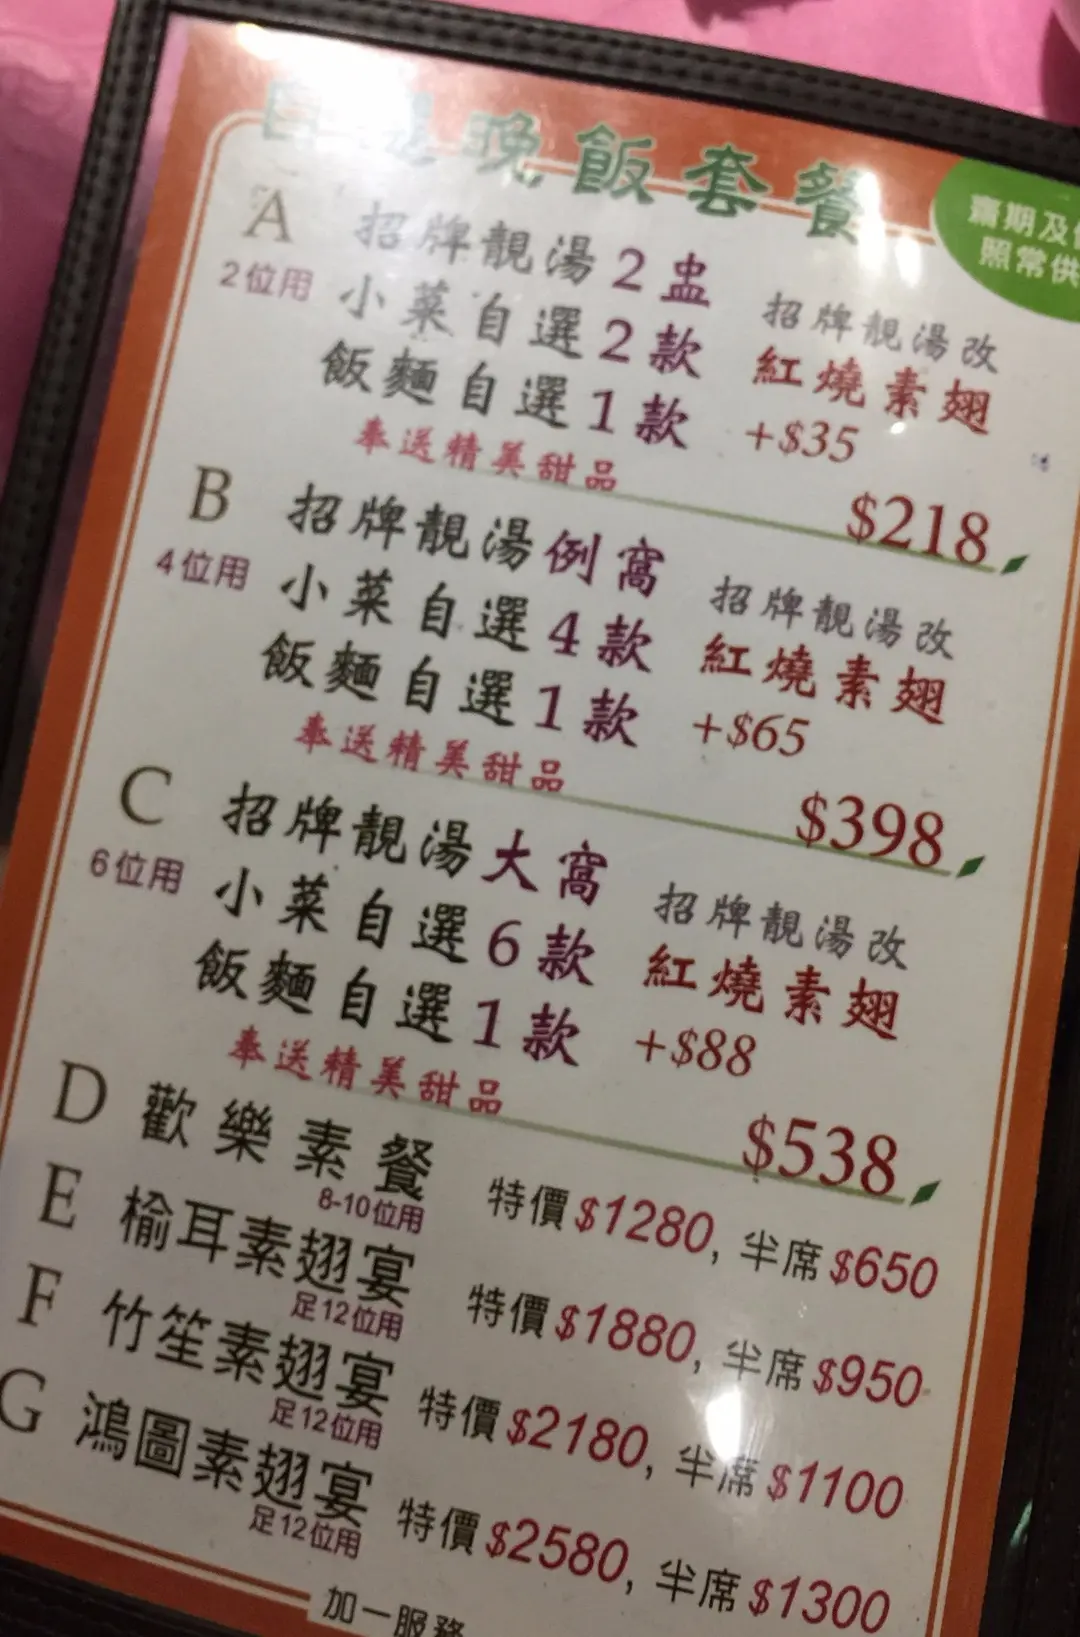 晚飯套餐
齋期及
照常供
A
2位用
招牌靚湯2盅
小菜自選2款
飯麵自選1款
奉送精美甜品
招牌靚湯改
紅燒素翅
+$35
$218
B
4位用
招牌靚湯例窩
小菜自選4款
飯麵自選1款
奉送精美甜品
招牌靚湯改
紅燒素翅
+$65
$398
C
6位用
招牌靚湯大窩
小菜自選6款
飯麵自選1款
奉送精美甜品
招牌靚湯改
紅燒素翅
+$88
$538
D 歡樂素餐 特價$1280, 半席$650
8-10位用
E 榆耳素翅宴 特價$1880, 半席$950
足12位用
F 竹笙素翅宴 特價$2180, 半席$1100
足12位用
G 鴻圖素翅宴 特價$2580, 半席$1300
足12位用
加一服務